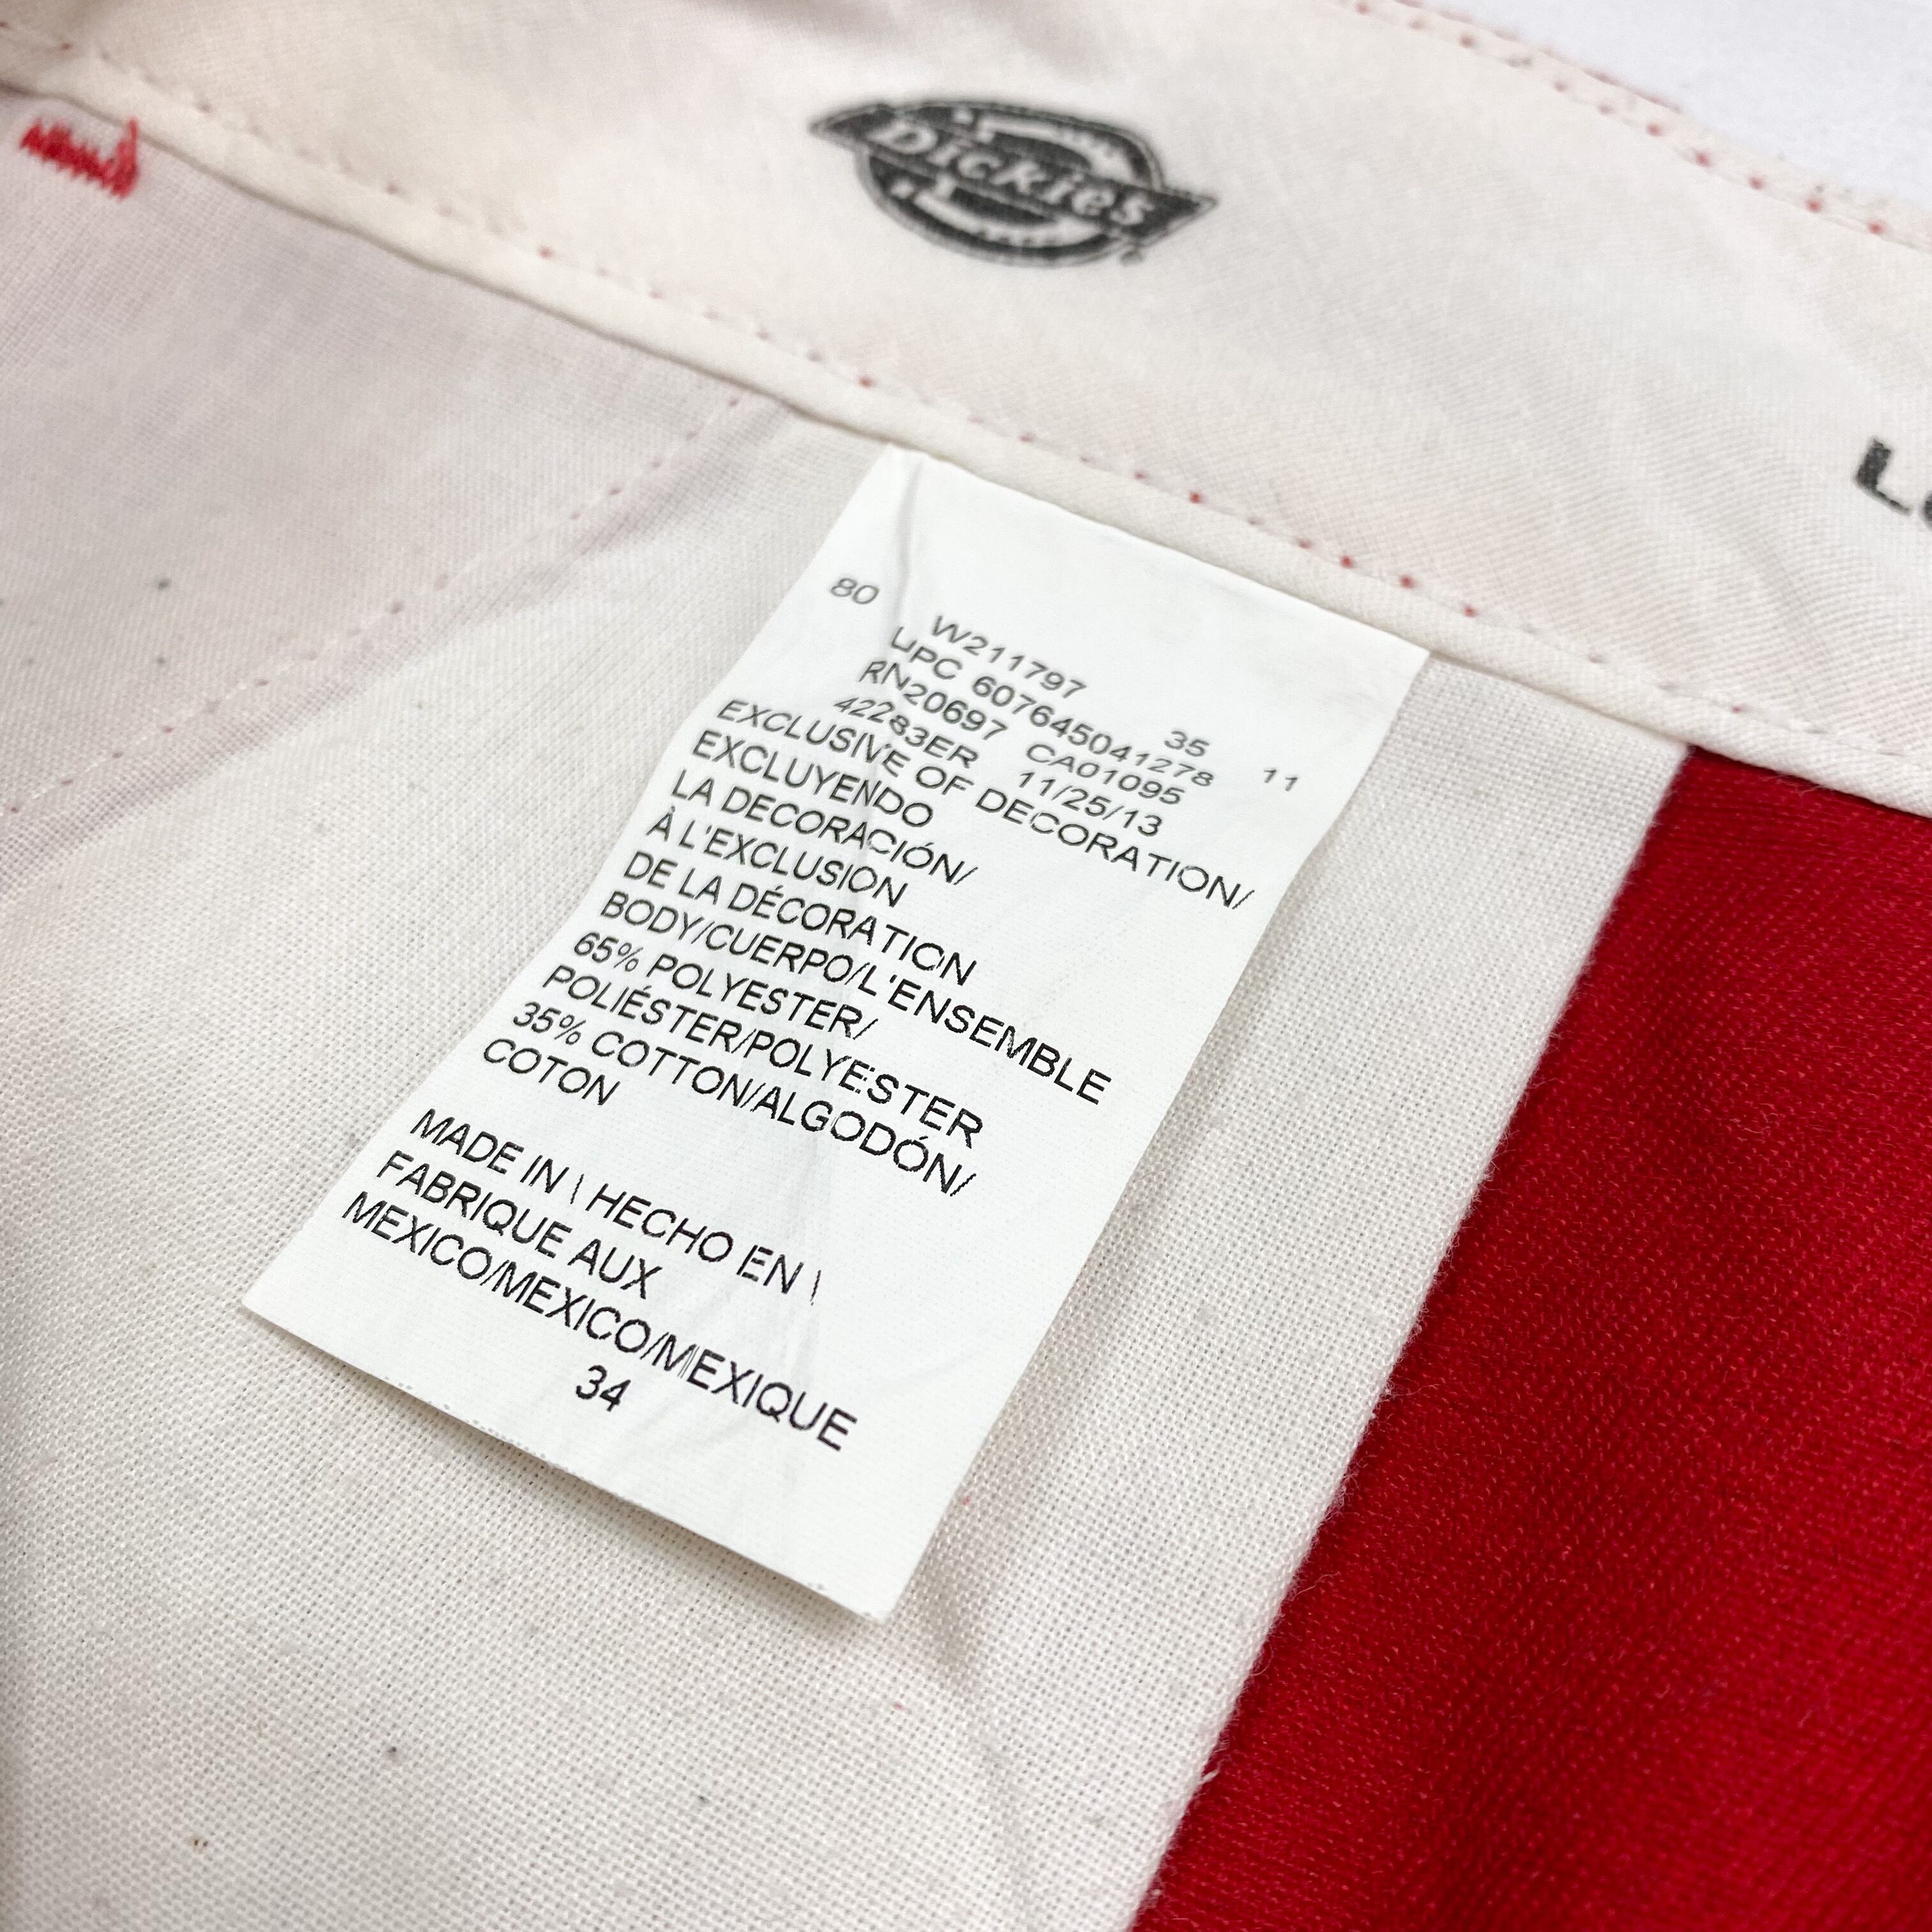 Dickies
80 W211797 35 11
UPC 607645041278
RN20697 CA01095
42283ER 11/25/13
EXCLUSIVE OF DECORATION/
EXCLUYENDO
LA DECORACIÓN/
À L'EXCLUSION
DE LA DÉCORATION
BODY/CUERPO/L'ENSEMBLE
65% POLYESTER/
POLIÉSTER/POLYESTER
35% COTTON/ALGODÓN/
COTON
MADE IN \ HECHO EN \
FABRIQUE AUX
MEXICO/MEXICO/MEXIQUE
34